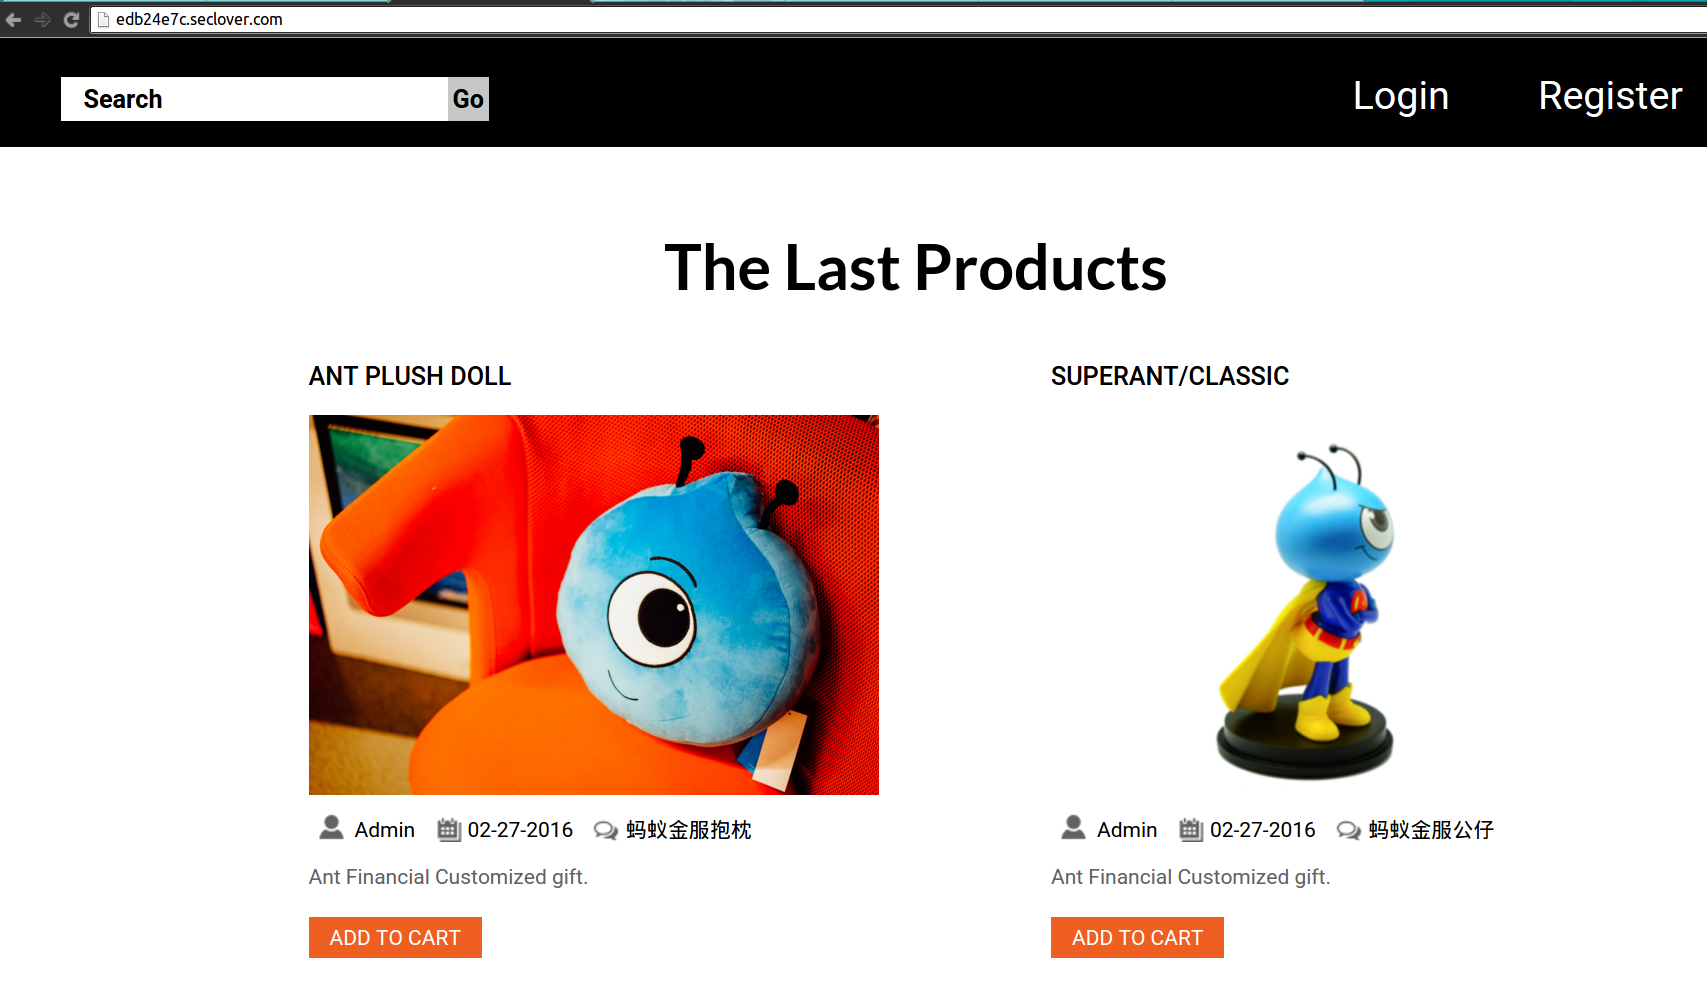 edb24e7c.seclover.com
Search Go Login Register
The Last Products
ANT PLUSH DOLL
Admin 02-27-2016 蚂蚁金服抱枕
Ant Financial Customized gift.
ADD TO CART
SUPERANT/CLASSIC
Admin 02-27-2016 蚂蚁金服公仔
Ant Financial Customized gift.
ADD TO CART